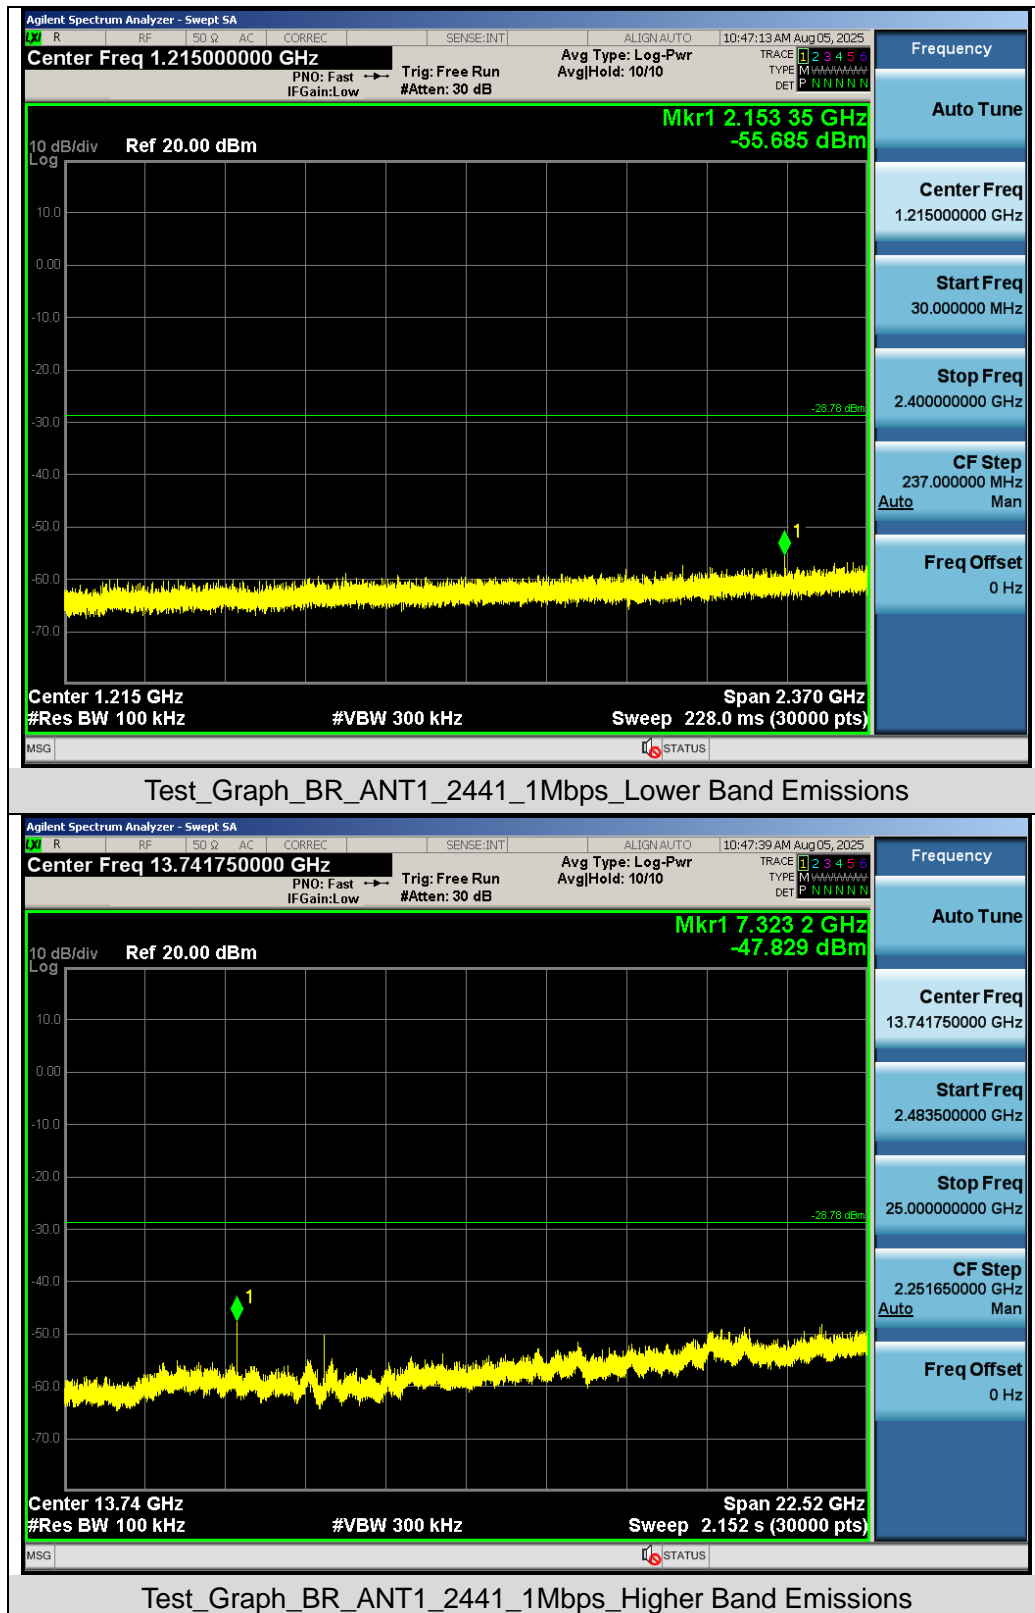 Agilent Spectrum Analyzer - Swept SA
LXI R RF 50 Ω AC CORREC SENSE:INT ALIGN AUTO 10:47:13 AM Aug 05, 2025
Center Freq 1.215000000 GHz
PNO: Fast
IFGain:Low
Trig: Free Run
#Atten: 30 dB
Avg Type: Log-Pwr
Avg|Hold: 10/10
TRACE 1 2 3 4 5 6
TYPE M
DET P N N N N N
Mkr1 2.153 35 GHz
-55.685 dBm
10 dB/div Ref 20.00 dBm
Log
10.0
0.00
-10.0
-20.0
-28.78 dBm
-30.0
-40.0
-50.0
1
-60.0
-70.0
Center 1.215 GHz Span 2.370 GHz
#Res BW 100 kHz #VBW 300 kHz Sweep 228.0 ms (30000 pts)
MSG STATUS
Frequency
Auto Tune
Center Freq
1.215000000 GHz
Start Freq
30.000000 MHz
Stop Freq
2.400000000 GHz
CF Step
237.000000 MHz
Auto Man
Freq Offset
0 Hz
Test_Graph_BR_ANT1_2441_1Mbps_Lower Band Emissions
Agilent Spectrum Analyzer - Swept SA
LXI R RF 50 Ω AC CORREC SENSE:INT ALIGN AUTO 10:47:39 AM Aug 05, 2025
Center Freq 13.741750000 GHz
PNO: Fast
IFGain:Low
Trig: Free Run
#Atten: 30 dB
Avg Type: Log-Pwr
Avg|Hold: 10/10
TRACE 1 2 3 4 5 6
TYPE M
DET P N N N N N
Mkr1 7.323 2 GHz
-47.829 dBm
10 dB/div Ref 20.00 dBm
Log
10.0
0.00
-10.0
-20.0
-28.78 dBm
-30.0
-40.0
1
-50.0
-60.0
-70.0
Center 13.74 GHz Span 22.52 GHz
#Res BW 100 kHz #VBW 300 kHz Sweep 2.152 s (30000 pts)
MSG STATUS
Frequency
Auto Tune
Center Freq
13.741750000 GHz
Start Freq
2.483500000 GHz
Stop Freq
25.000000000 GHz
CF Step
2.251650000 GHz
Auto Man
Freq Offset
0 Hz
Test_Graph_BR_ANT1_2441_1Mbps_Higher Band Emissions